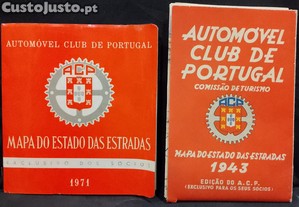 CustoJusto.pt
AUTOMÓVEL CLUB DE PORTUGAL
ACP
MAPA DO ESTADO DAS ESTRADAS
EXCLUSIVO DOS SÓCIOS
1971
AUTOMÓVEL
CLUB DE
PORTUGAL
COMISSÃO DE TURISMO
ACP
MAPA DO ESTADO DAS ESTRADAS
1943
EDIÇÃO DO A.C.P.
(EXCLUSIVO PARA OS SEUS SÓCIOS)